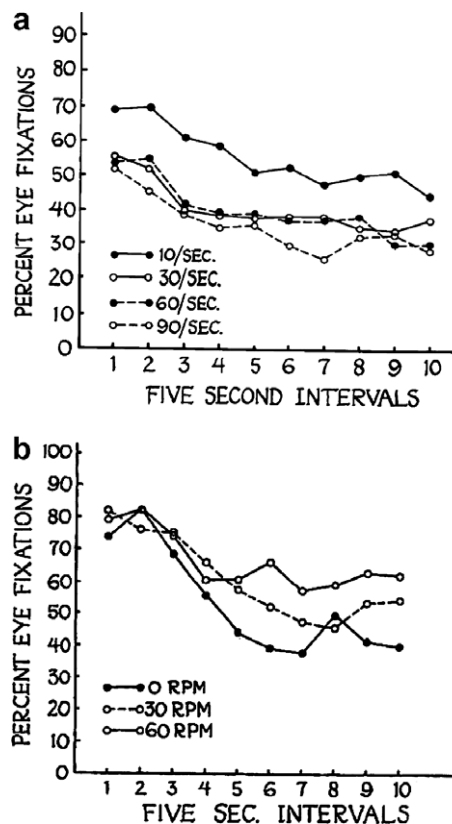 a
PERCENT EYE FIXATIONS
90
80
70
60
50
40
30
20
10
0
10/SEC.
30/SEC.
60/SEC.
90/SEC.
1 2 3 4 5 6 7 8 9 10
FIVE SECOND INTERVALS
b
PERCENT EYE FIXATIONS
100
90
80
70
60
50
40
30
20
10
0
0 RPM
30 RPM
60 RPM
1 2 3 4 5 6 7 8 9 10
FIVE SEC. INTERVALS